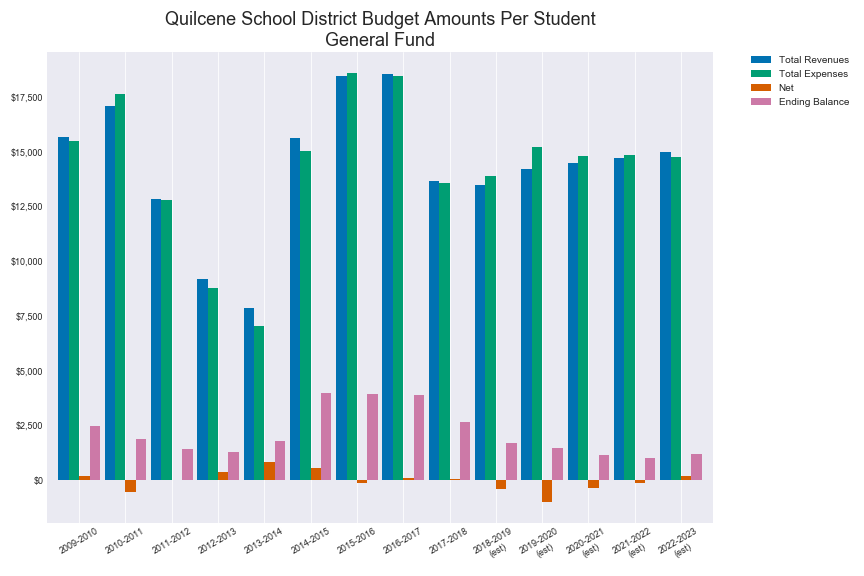 Quilcene School District Budget Amounts Per Student
General Fund
Total Revenues
Total Expenses
Net
Ending Balance
$17,500
$15,000
$12,500
$10,000
$7,500
$5,000
$2,500
$0
2009-2010
2010-2011
2011-2012
2012-2013
2013-2014
2014-2015
2015-2016
2016-2017
2017-2018
2018-2019
(est)
2019-2020
(est)
2020-2021
(est)
2021-2022
(est)
2022-2023
(est)